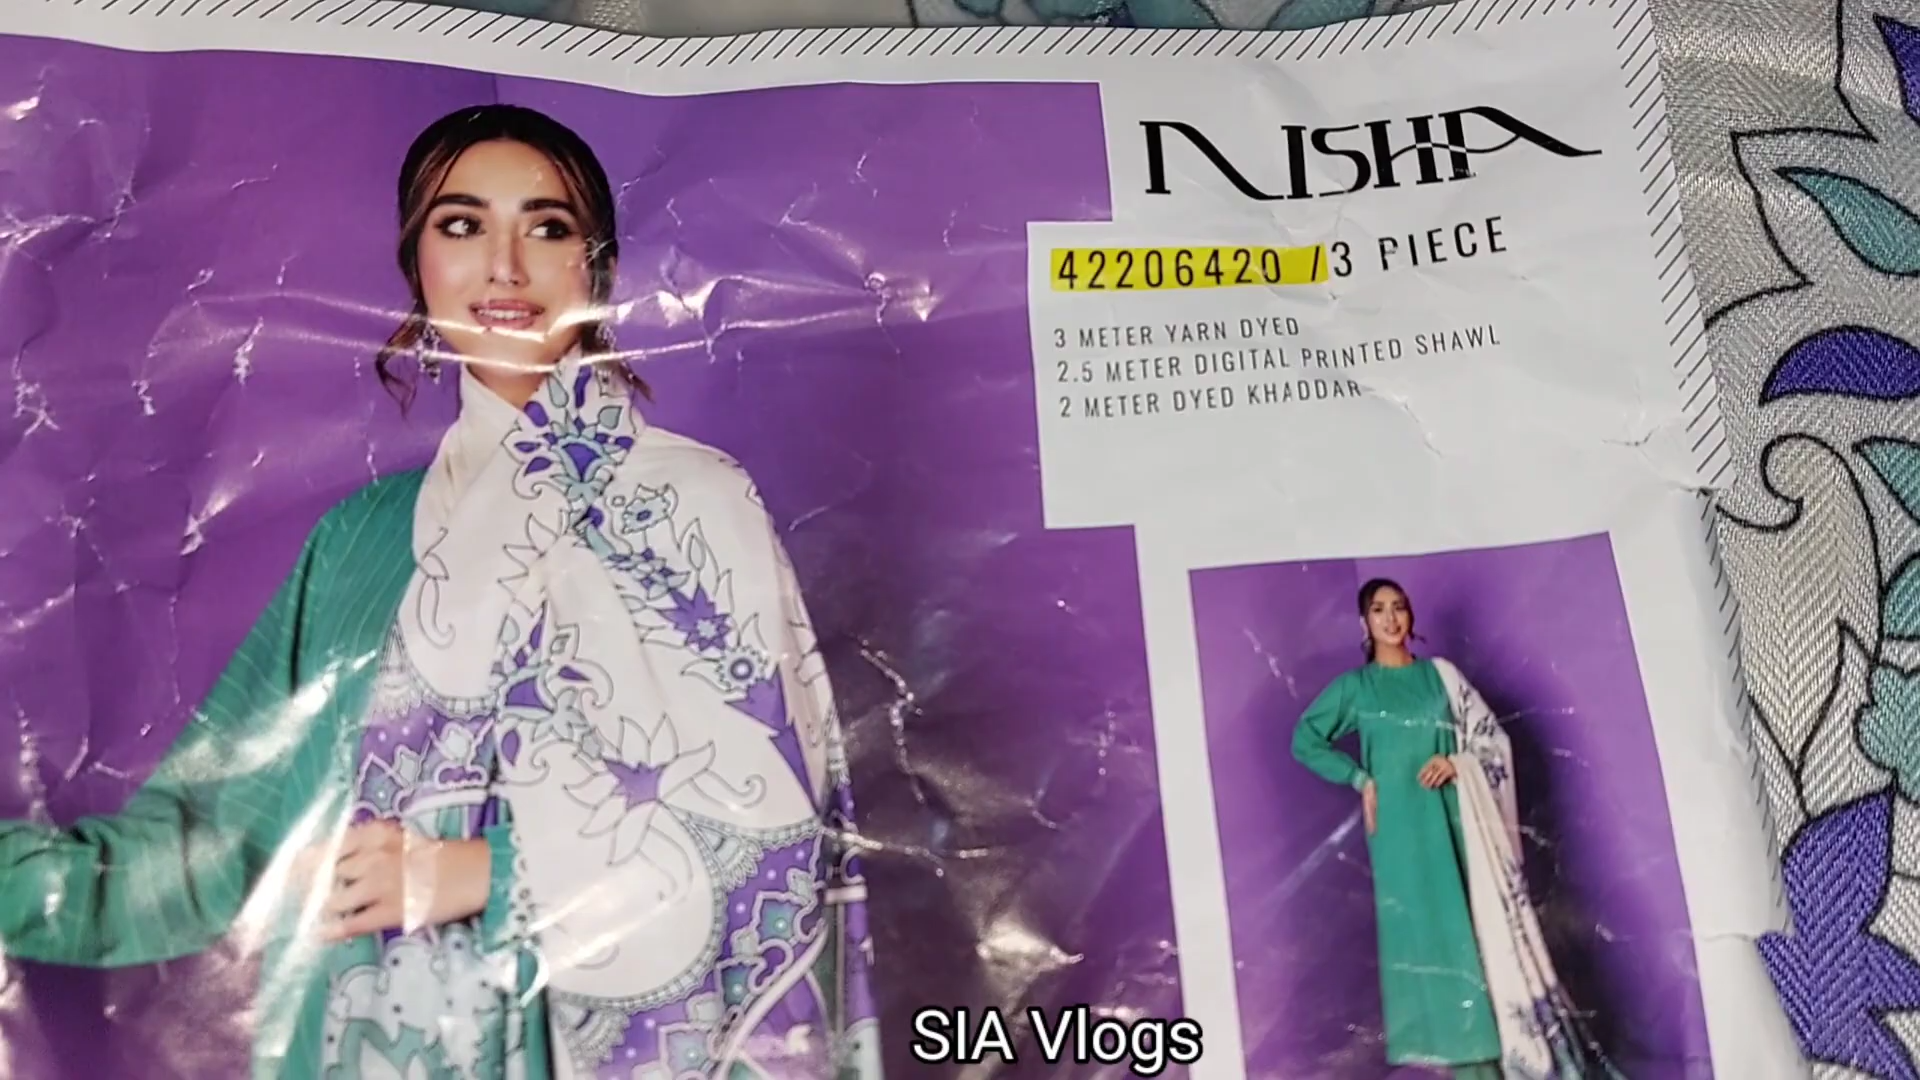 NISHA
42206420 /3 PIECE
3 METER YARN DYED
2.5 METER DIGITAL PRINTED SHAWL
2 METER DYED KHADDAR
SIA Vlogs